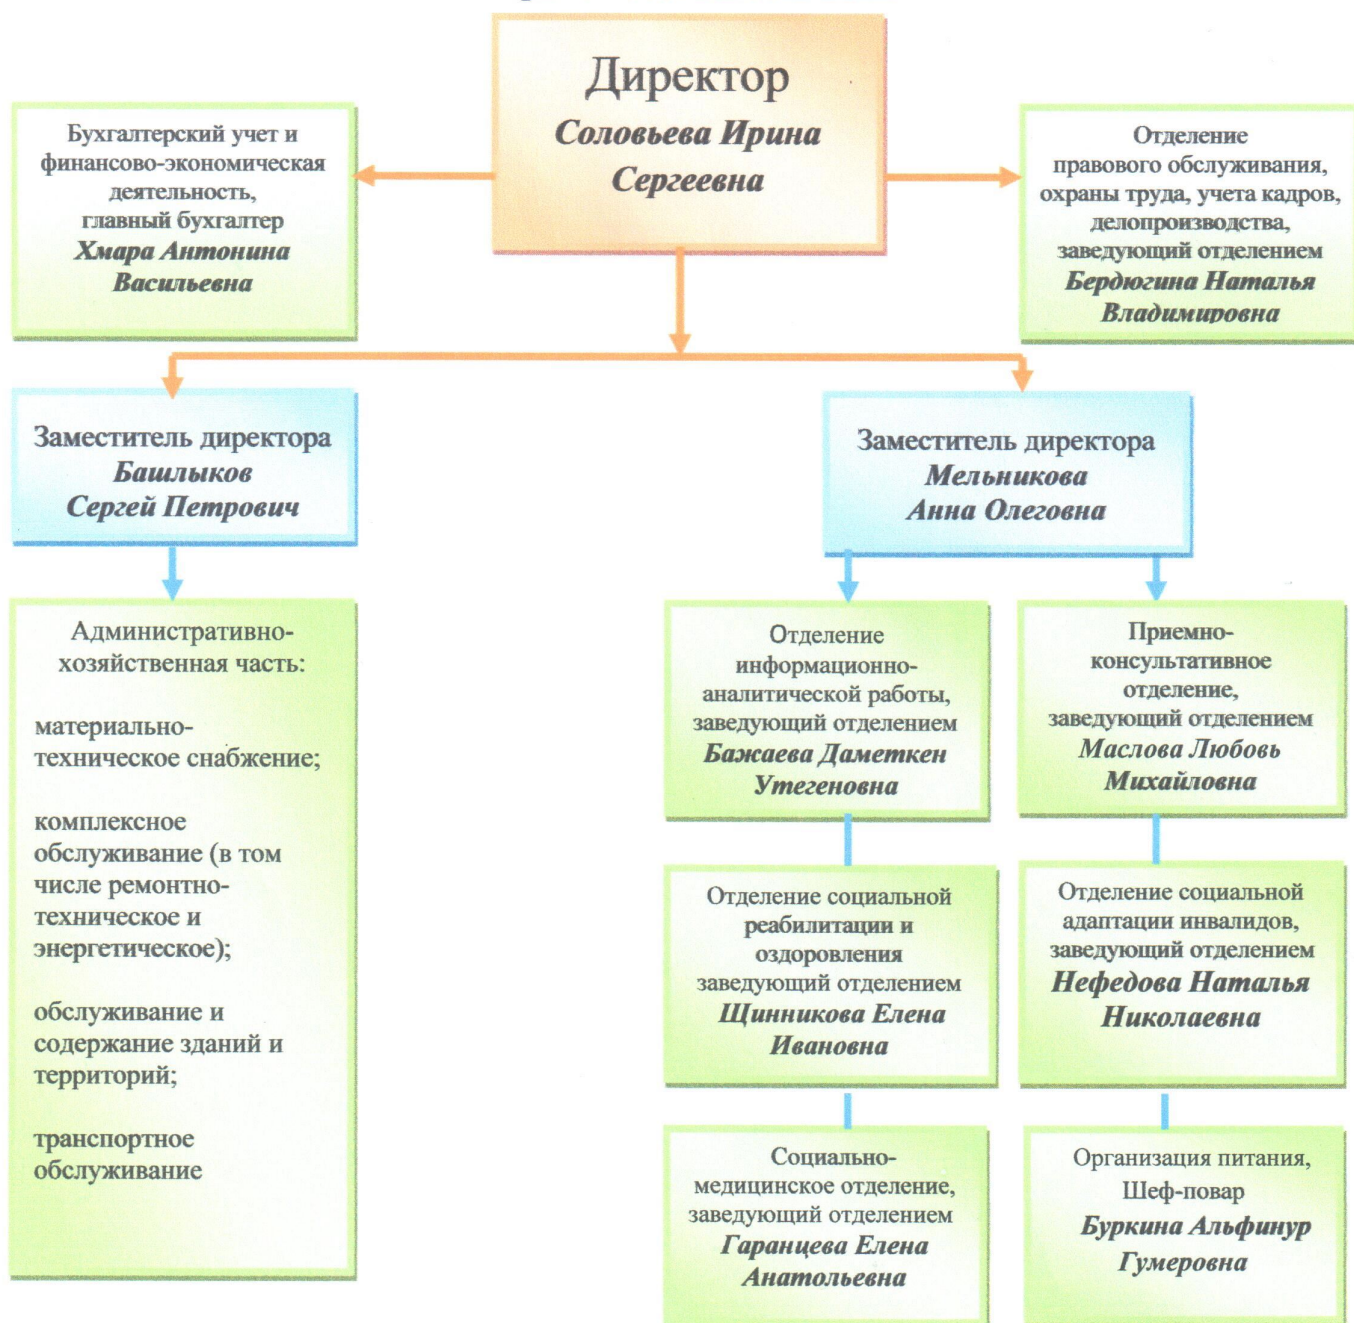 Директор
Соловьева Ирина
Сергеевна
Бухгалтерский учет и
финансово-экономическая
деятельность,
главный бухгалтер
Хмара Антонина
Васильевна
Отделение
правового обслуживания,
охраны труда, учета кадров,
делопроизводства,
заведующий отделением
Бердюгина Наталья
Владимировна
Заместитель директора
Башлыков
Сергей Петрович
Заместитель директора
Мельникова
Анна Олеговна
Административно-
хозяйственная часть:
материально-
техническое снабжение;
комплексное
обслуживание (в том
числе ремонтно-
техническое и
энергетическое);
обслуживание и
содержание зданий и
территорий;
транспортное
обслуживание
Отделение
информационно-
аналитической работы,
заведующий отделением
Бажаева Даметкен
Утегеновна
Приемно-
консультативное
отделение,
заведующий отделением
Маслова Любовь
Михайловна
Отделение социальной
реабилитации и
оздоровления
заведующий отделением
Щинникова Елена
Ивановна
Отделение социальной
адаптации инвалидов,
заведующий отделением
Нефедова Наталья
Николаевна
Социально-
медицинское отделение,
заведующий отделением
Гаранцева Елена
Анатольевна
Организация питания,
Шеф-повар
Буркина Альфинур
Гумеровна